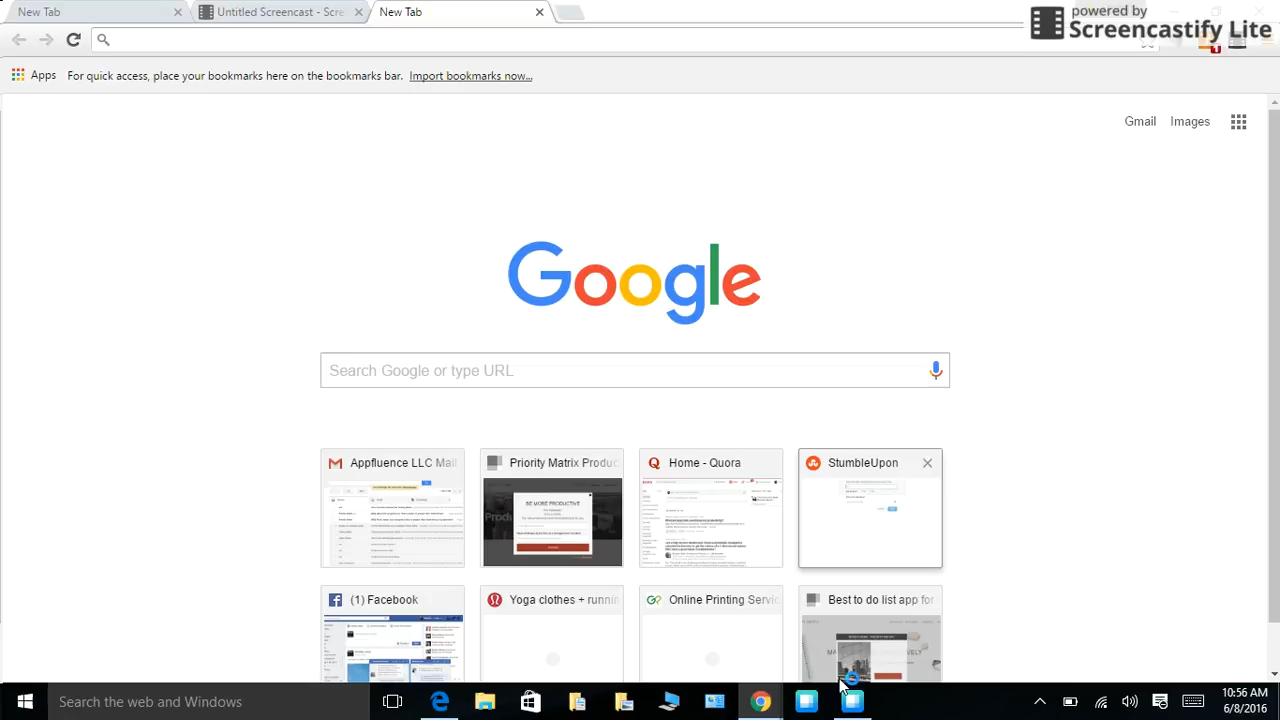 New Tab
Untitled Screencast - Scre
New Tab
powered by
Screencastify Lite
Apps
For quick access, place your bookmarks here on the bookmarks bar. Import bookmarks now...
Gmail Images
Google
Search Google or type URL
Appfluence LLC Mail
Priority Matrix Produc
Home - Quora
StumbleUpon
BE MORE PRODUCTIVE
(1) Facebook
Yoga clothes + runnin
Online Printing Servic
Best to do list app for
Search the web and Windows
10:56 AM
6/8/2016